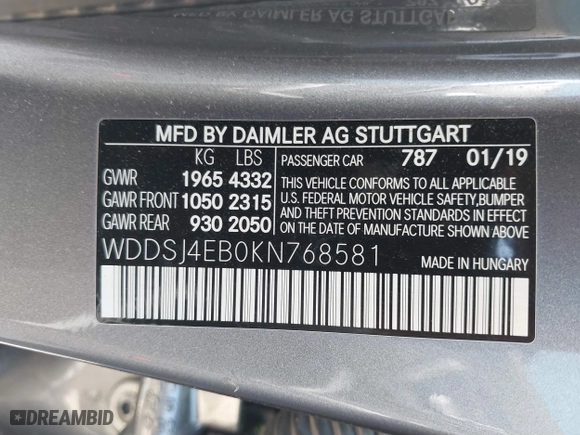 MFD BY DAIMLER AG STUTTGART
KG LBS PASSENGER CAR 787 01/19
GVWR 1965 4332
GAWR FRONT 1050 2315
GAWR REAR 930 2050
THIS VEHICLE CONFORMS TO ALL APPLICABLE
U.S. FEDERAL MOTOR VEHICLE SAFETY, BUMPER
AND THEFT PREVENTION STANDARDS IN EFFECT
ON THE DATE OF MANUFACTURE SHOWN ABOVE
WDDSJ4EB0KN768581 MADE IN HUNGARY
DREAMBID